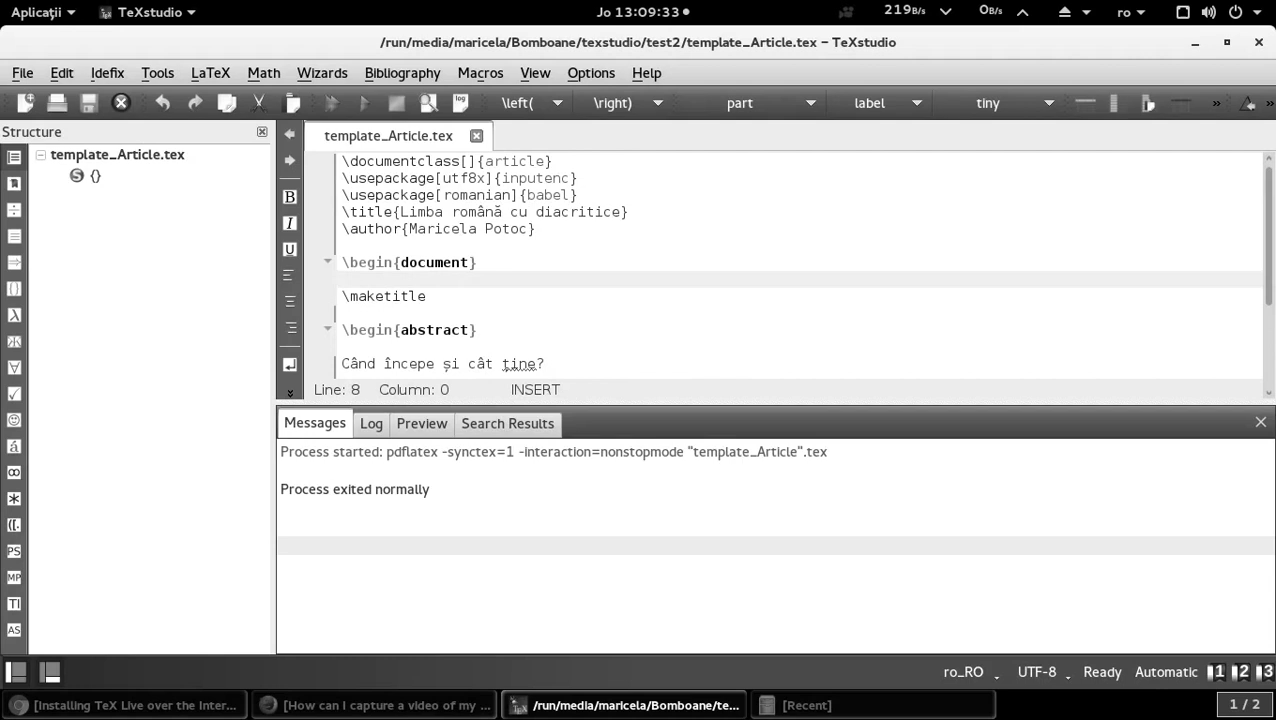 Aplicații TeXstudio Jo 13:09:33 219B/s 0B/s ro
/run/media/maricela/Bomboane/texstudio/test2/template_Article.tex − TeXstudio
File Edit Idefix Tools LaTeX Math Wizards Bibliography Macros View Options Help
\left( \right) part label tiny
Structure
template_Article.tex
template_Article.tex
{}
\documentclass[]{article}
\usepackage[utf8x]{inputenc}
\usepackage[romanian]{babel}
\title{Limba română cu diacritice}
\author{Maricela Potoc}
\begin{document}
\maketitle
\begin{abstract}
Când începe și cât ține?
Line: 8 Column: 0 INSERT
Messages Log Preview Search Results
Process started: pdflatex -synctex=1 -interaction=nonstopmode "template_Article".tex
Process exited normally
ro_RO UTF-8 Ready Automatic 1 2 3
[Installing TeX Live over the Inter... [How can I capture a video of my ... /run/media/maricela/Bomboane/te... [Recent] 1 / 2